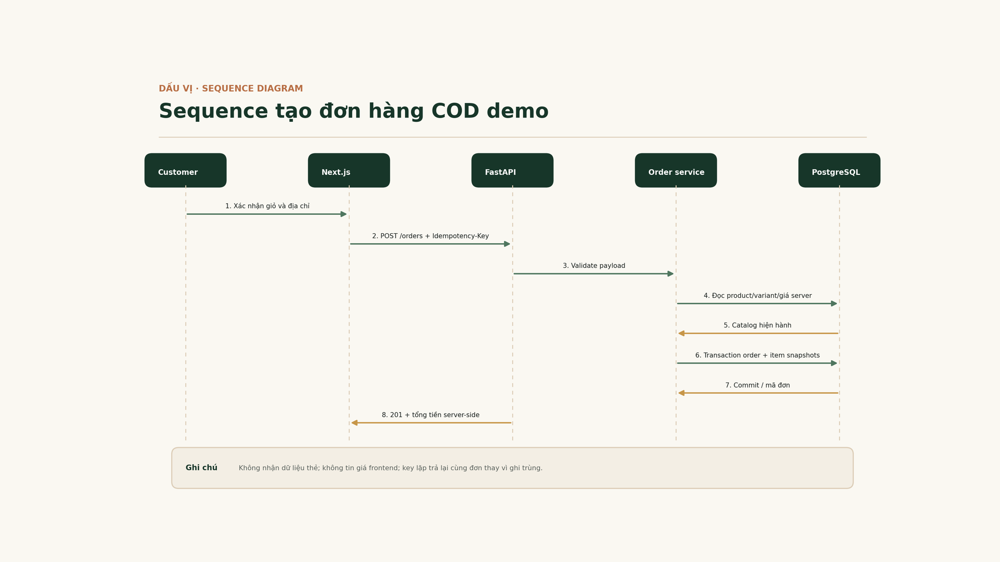 DẤU VỊ · SEQUENCE DIAGRAM
Sequence tạo đơn hàng COD demo
Customer
Next.js
FastAPI
Order service
PostgreSQL
1. Xác nhận giỏ và địa chỉ
2. POST /orders + Idempotency-Key
3. Validate payload
4. Đọc product/variant/giá server
5. Catalog hiện hành
6. Transaction order + item snapshots
7. Commit / mã đơn
8. 201 + tổng tiền server-side
Ghi chú
Không nhận dữ liệu thẻ; không tin giá frontend; key lặp trả lại cùng đơn thay vì ghi trùng.